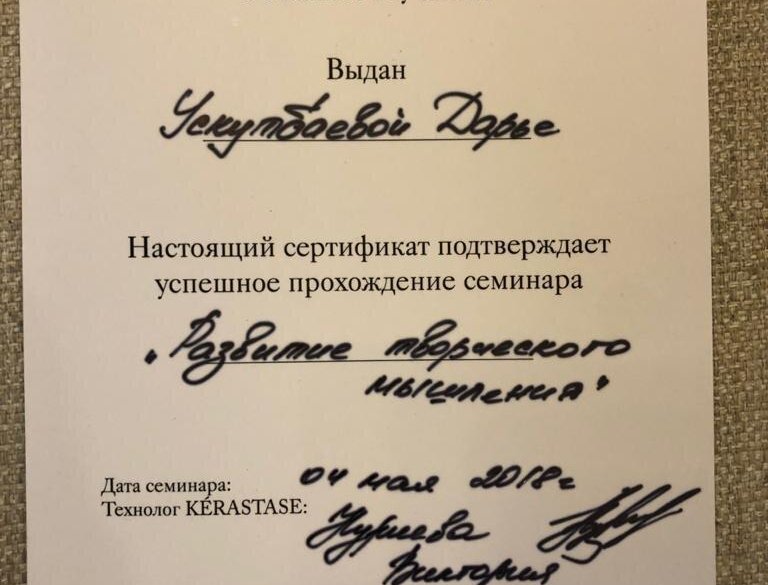 Выдан
Ускутбаевой Дарье
Настоящий сертификат подтверждает
успешное прохождение семинара
„Развитие творческого
мышления"
Дата семинара: 04 мая 2018г
Технолог KÉRASTASE:
Виктория